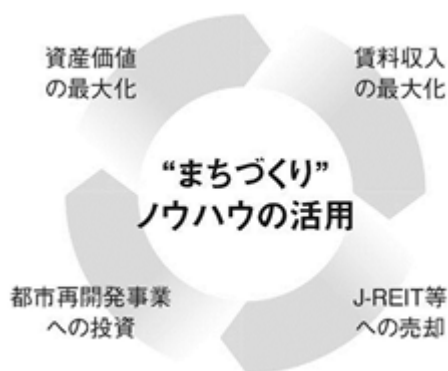 資産価値
の最大化
賃料収入
の最大化
“まちづくり”
ノウハウの活用
都市再開発事業
への投資
J-REIT等
への売却